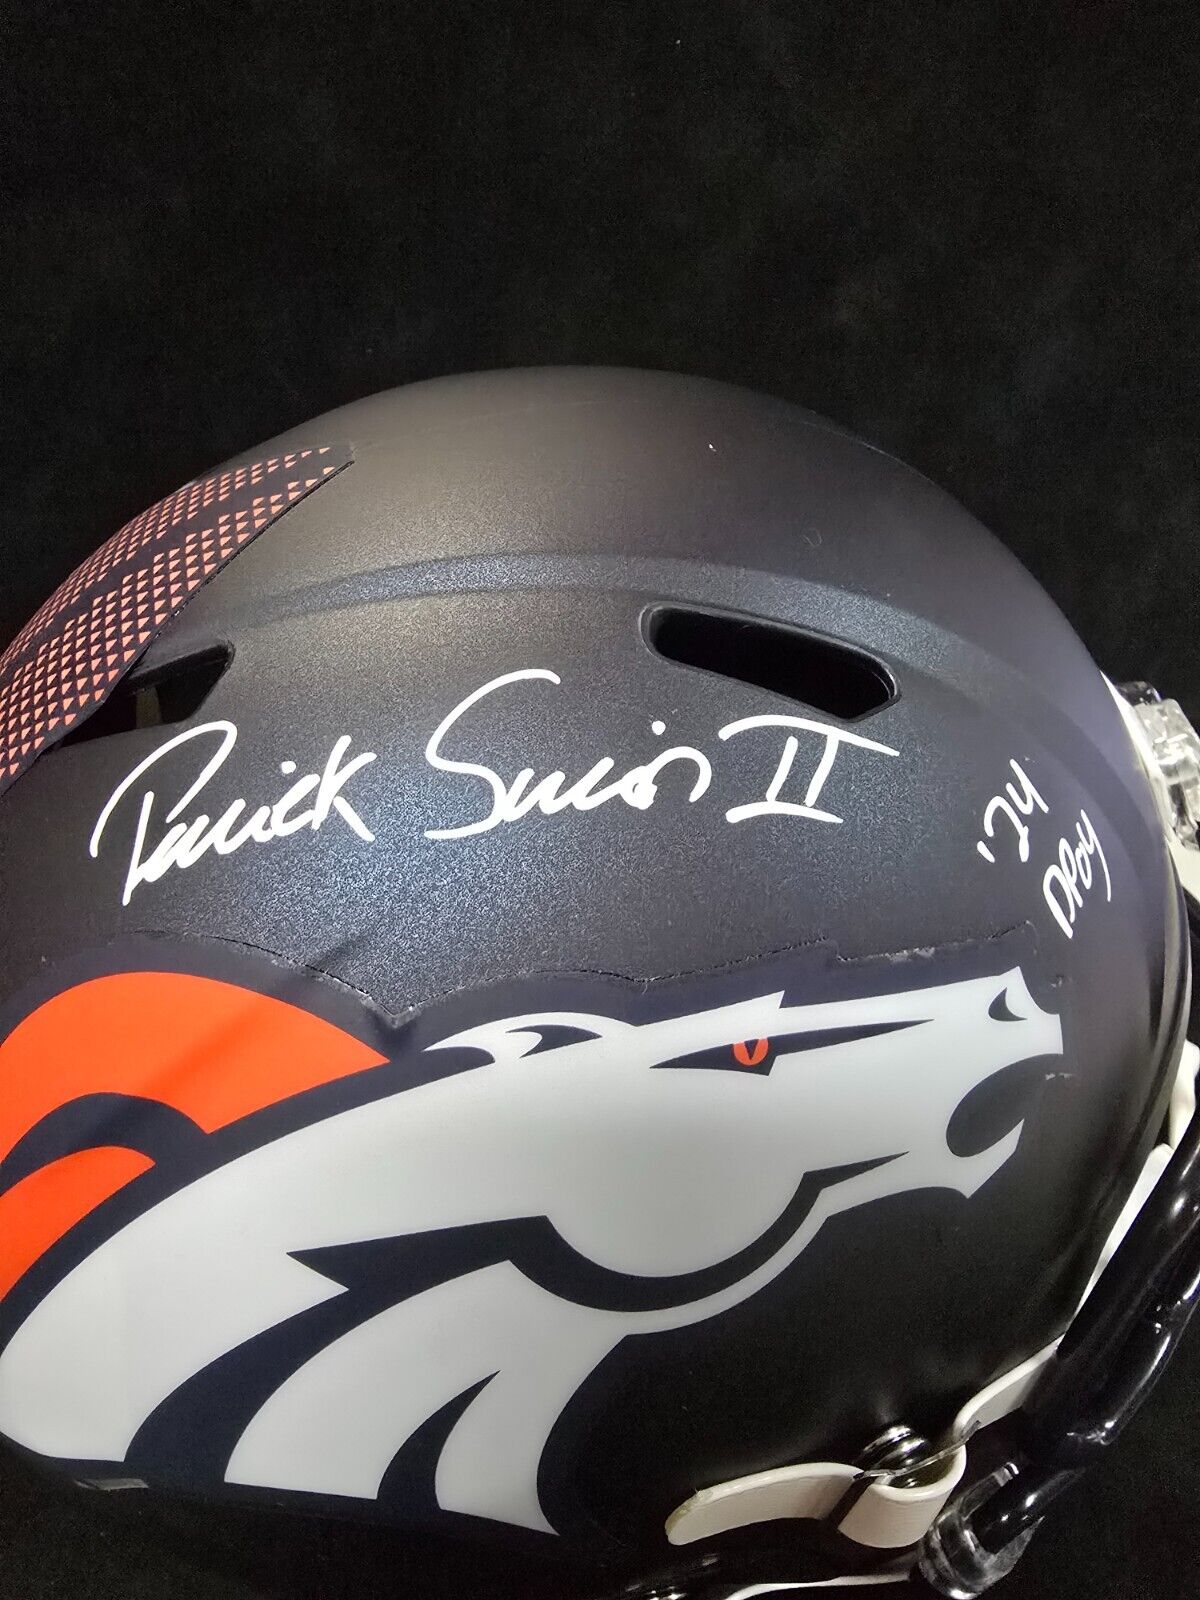 Patrick Surtain II
'24
DPOY